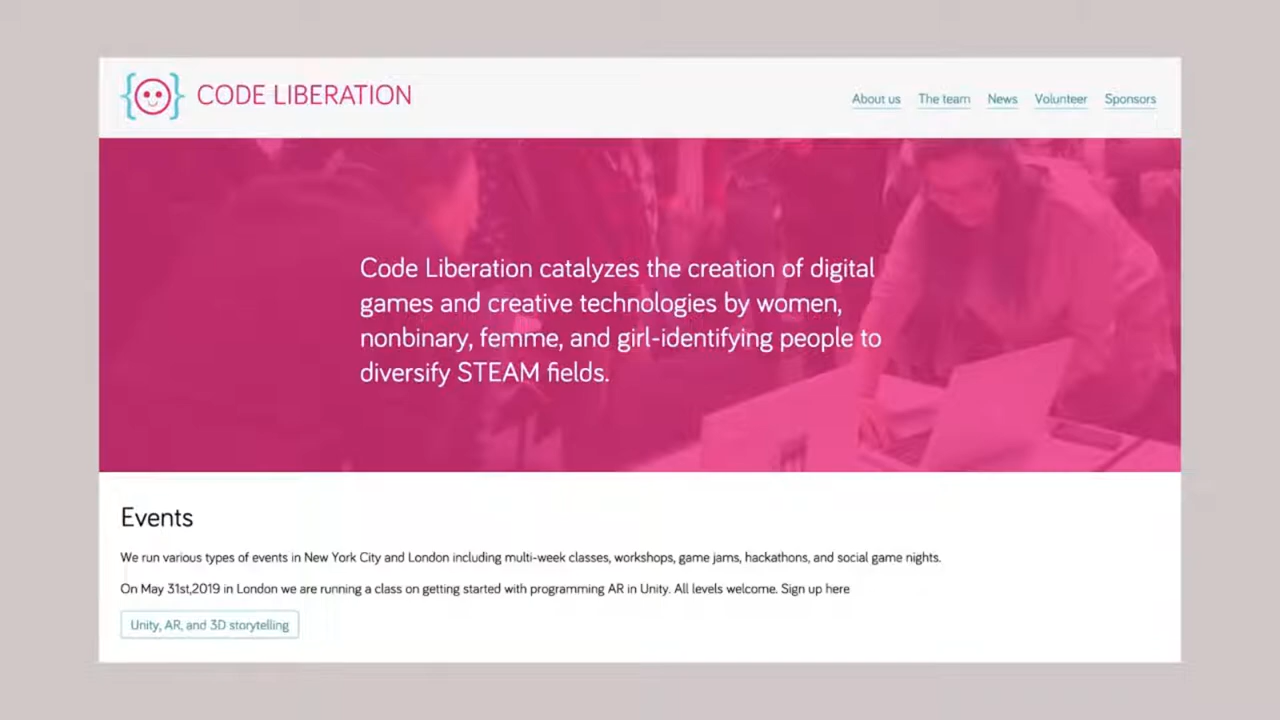 CODE LIBERATION
About us The team News Volunteer Sponsors
Code Liberation catalyzes the creation of digital
games and creative technologies by women,
nonbinary, femme, and girl-identifying people to
diversify STEAM fields.
Events
We run various types of events in New York City and London including multi-week classes, workshops, game jams, hackathons, and social game nights.
On May 31st,2019 in London we are running a class on getting started with programming AR in Unity. All levels welcome. Sign up here
Unity, AR, and 3D storytelling